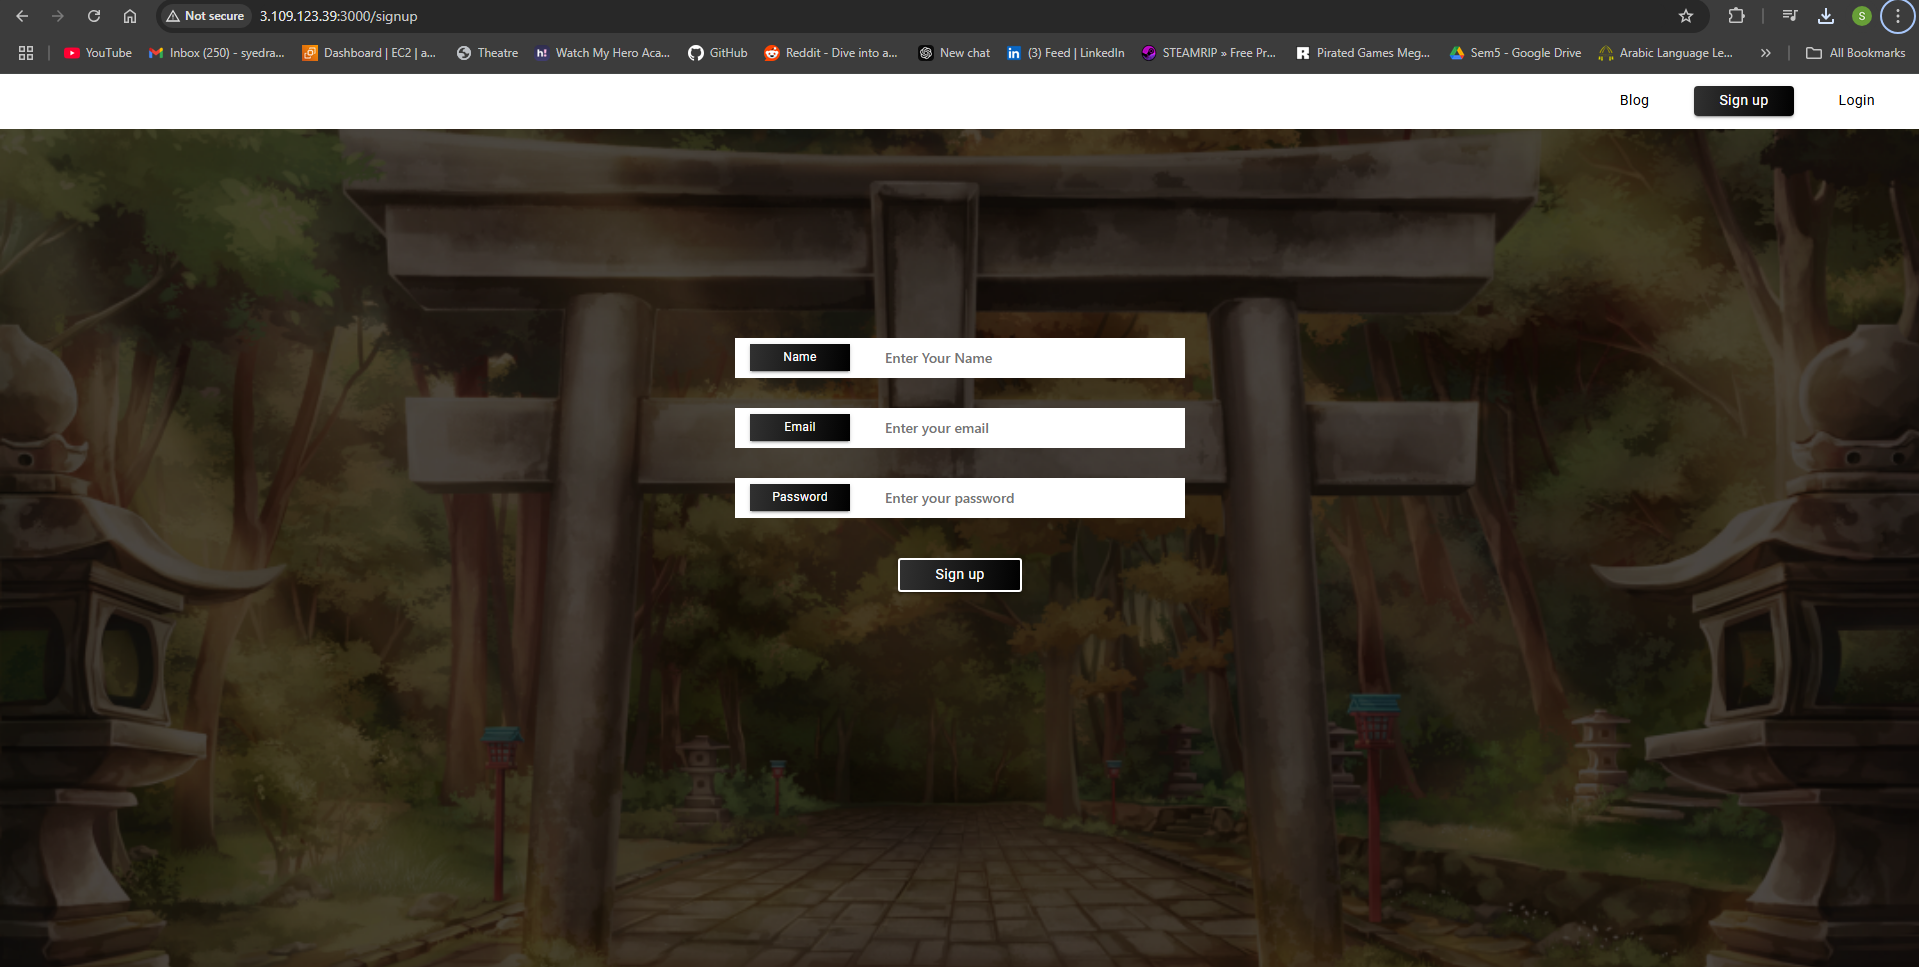 Not secure 3.109.123.39:3000/signup S
YouTube Inbox (250) - syedra... Dashboard | EC2 | a... Theatre h! Watch My Hero Aca... GitHub Reddit - Dive into a... New chat in (3) Feed | LinkedIn STEAMRIP » Free Pr... Pirated Games Meg... Sem5 - Google Drive Arabic Language Le... » All Bookmarks
Blog Sign up Login
Name Enter Your Name
Email Enter your email
Password Enter your password
Sign up